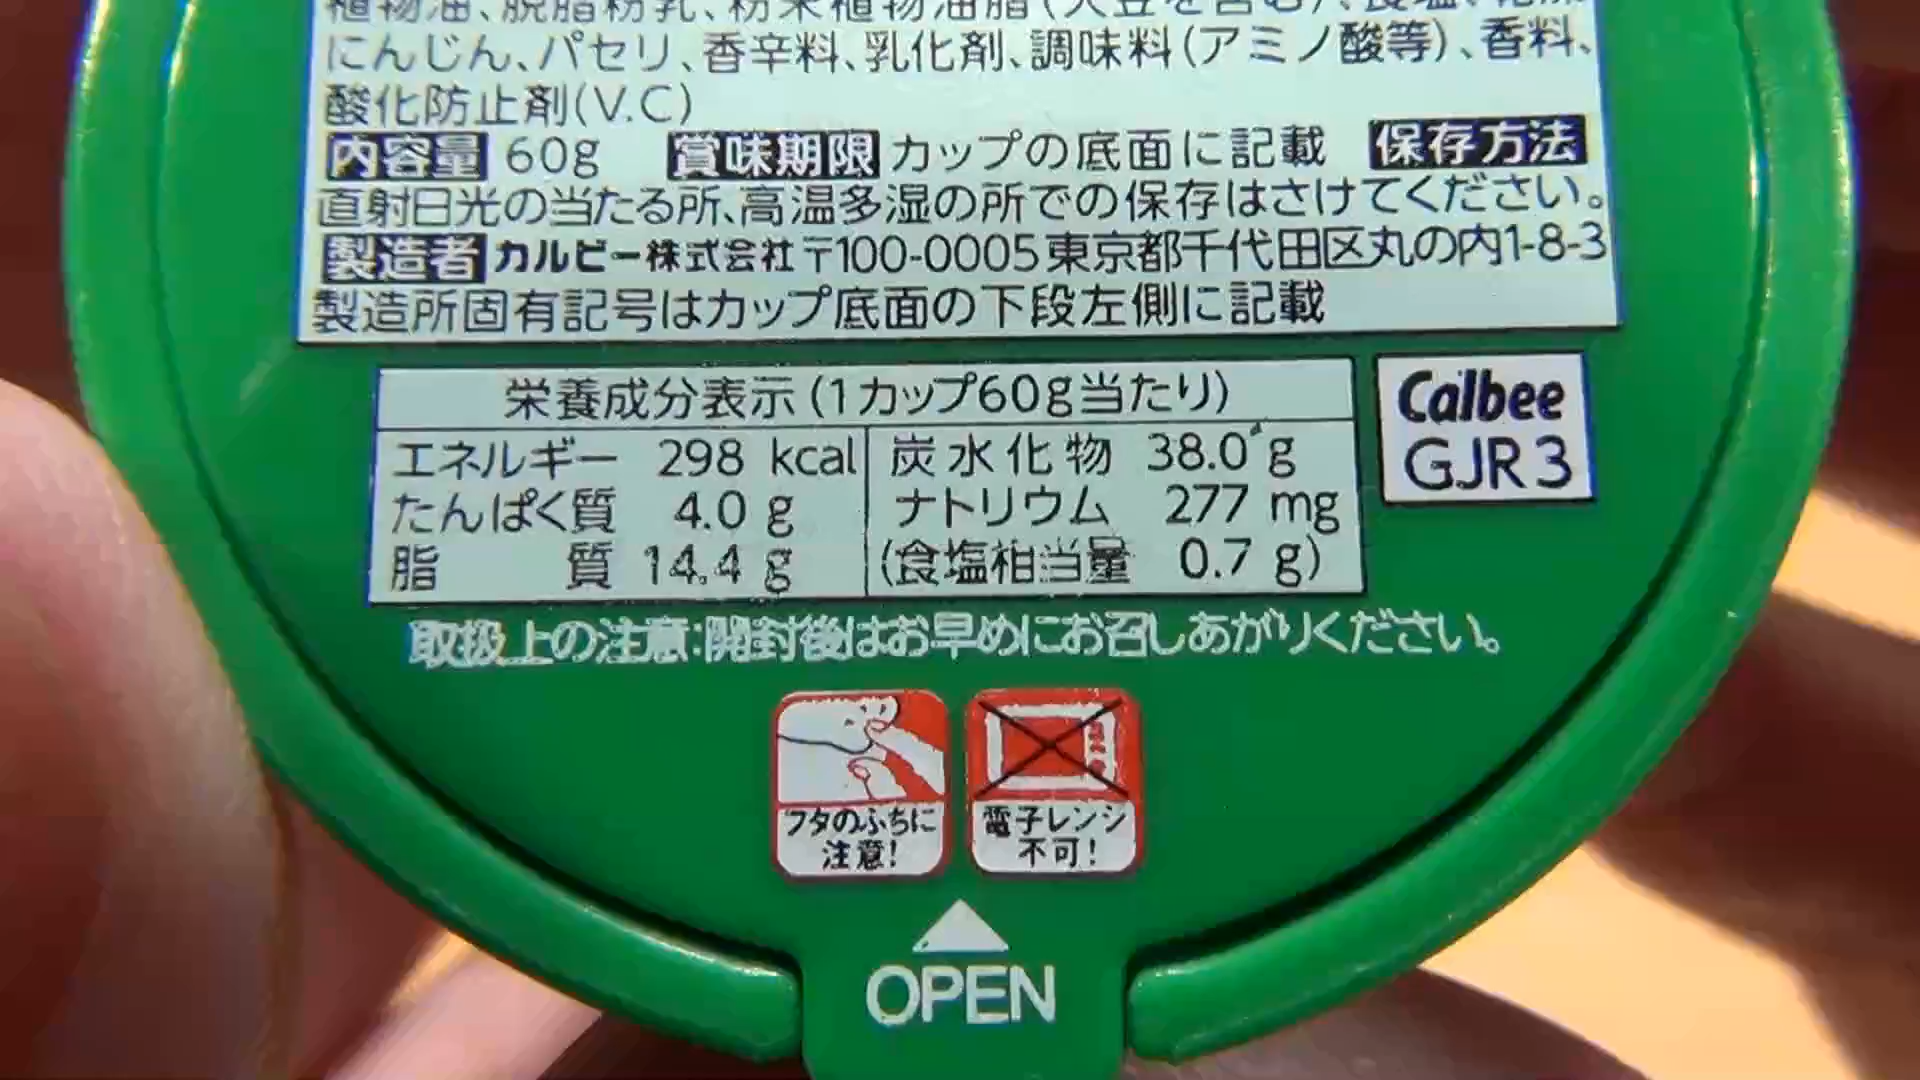 植物油、脱脂粉乳、粉末植物油脂(大豆を含む)、食塩、
にんじん、パセリ、香辛料、乳化剤、調味料(アミノ酸等)、香料、
酸化防止剤(V.C)
内容量 60g 賞味期限 カップの底面に記載 保存方法
直射日光の当たる所、高温多湿の所での保存はさけてください。
製造者 カルビー株式会社 〒100-0005東京都千代田区丸の内1-8-3
製造所固有記号はカップ底面の下段左側に記載
栄養成分表示(1カップ60g当たり)
エネルギー 298 kcal 炭水化物 38.0 g
たんぱく質 4.0 g ナトリウム 277 mg
脂質 14.4 g (食塩相当量 0.7 g)
Calbee
GJR3
取扱上の注意:開封後はお早めにお召しあがりください。
フタのふちに
注意!
電子レンジ
不可!
OPEN